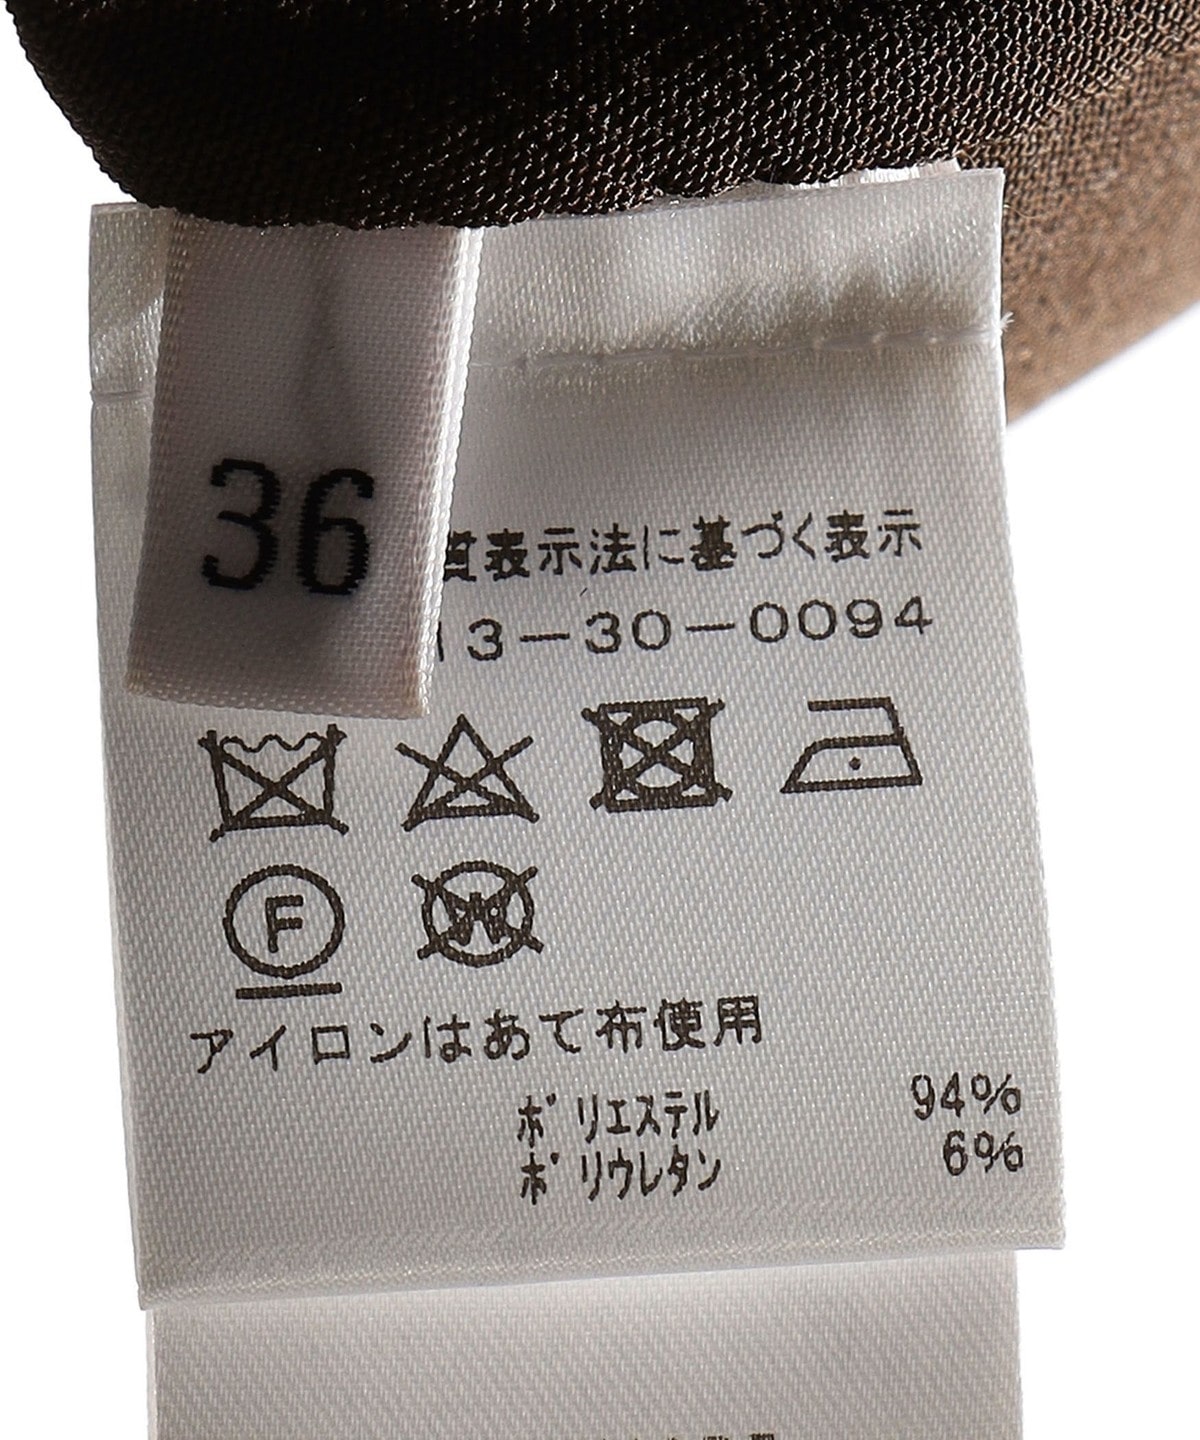 36
質表示法に基づく表示
13-30-0094
F
W
アイロンはあて布使用
ポリエステル 94%
ポリウレタン 6%